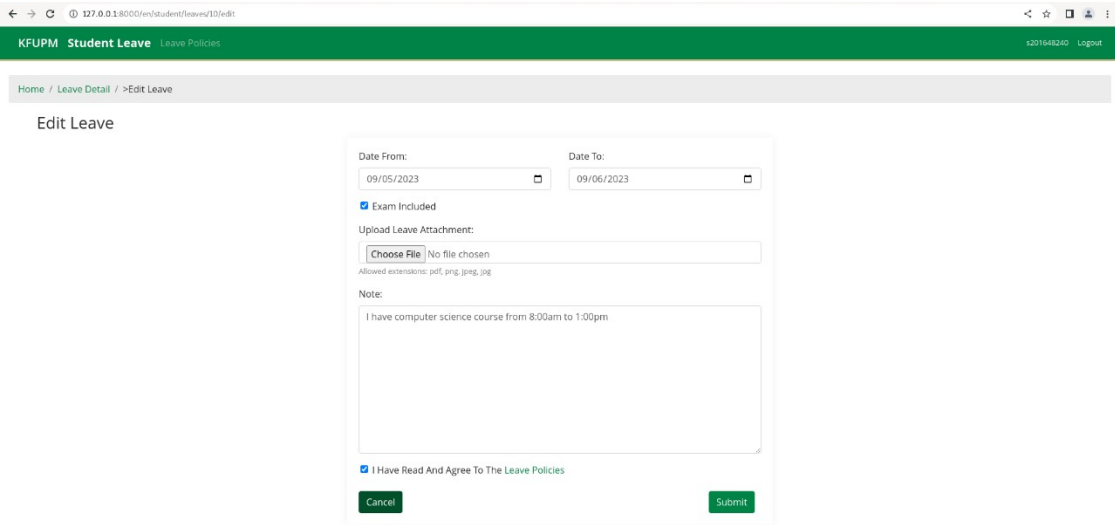 127.0.0.1:8000/en/student/leaves/10/edit
KFUPM Student Leave Leave Policies s201648240 Logout
Home / Leave Detail / >Edit Leave
Edit Leave
Date From: Date To:
09/05/2023 09/06/2023
Exam Included
Upload Leave Attachment:
Choose File No file chosen
Allowed extensions: pdf, png, jpeg, jpg
Note:
I have computer science course from 8:00am to 1:00pm
I Have Read And Agree To The Leave Policies
Cancel Submit